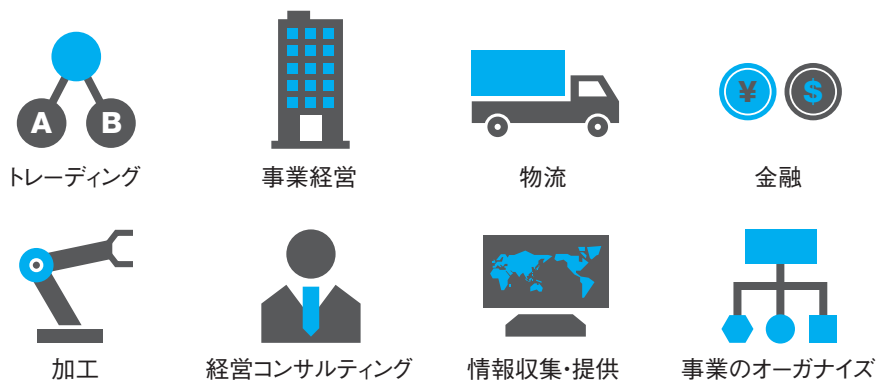 A B
¥ $
トレーディング 事業経営 物流 金融
加工 経営コンサルティング 情報収集・提供 事業のオーガナイズ